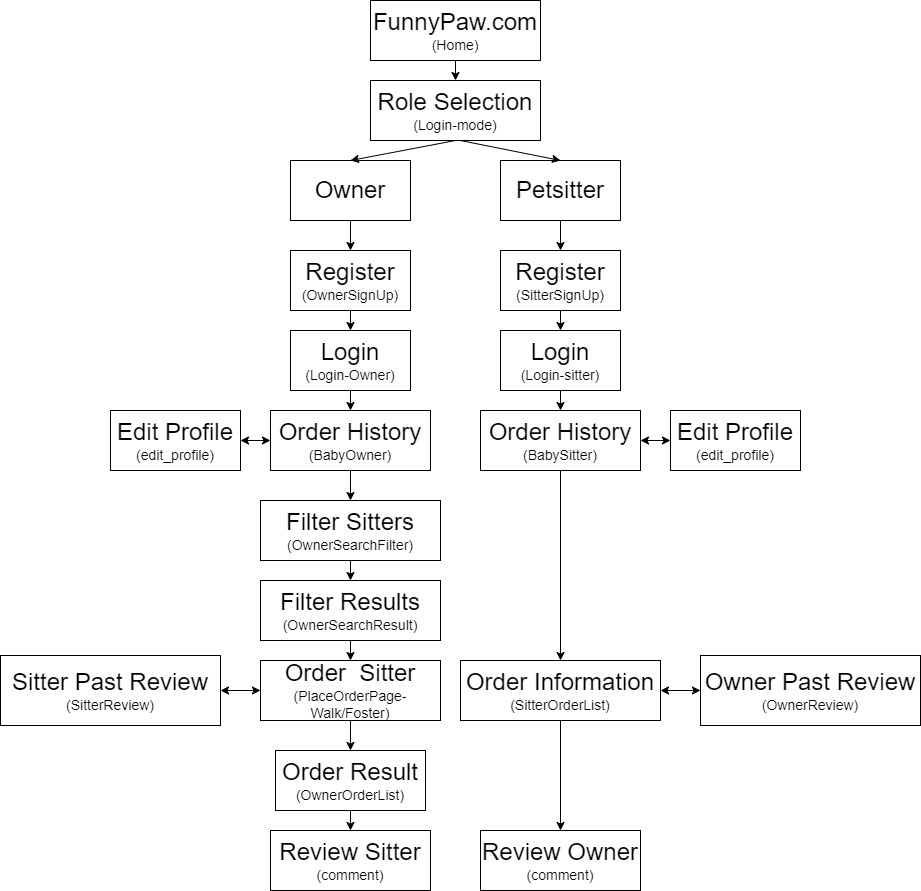 FunnyPaw.com
(Home)
Role Selection
(Login-mode)
Owner
Petsitter
Register
(OwnerSignUp)
Register
(SitterSignUp)
Login
(Login-Owner)
Login
(Login-sitter)
Edit Profile
(edit_profile)
Order History
(BabyOwner)
Order History
(BabySitter)
Edit Profile
(edit_profile)
Filter Sitters
(OwnerSearchFilter)
Filter Results
(OwnerSearchResult)
Sitter Past Review
(SitterReview)
Order  Sitter
(PlaceOrderPage-
Walk/Foster)
Order Information
(SitterOrderList)
Owner Past Review
(OwnerReview)
Order Result
(OwnerOrderList)
Review Sitter
(comment)
Review Owner
(comment)